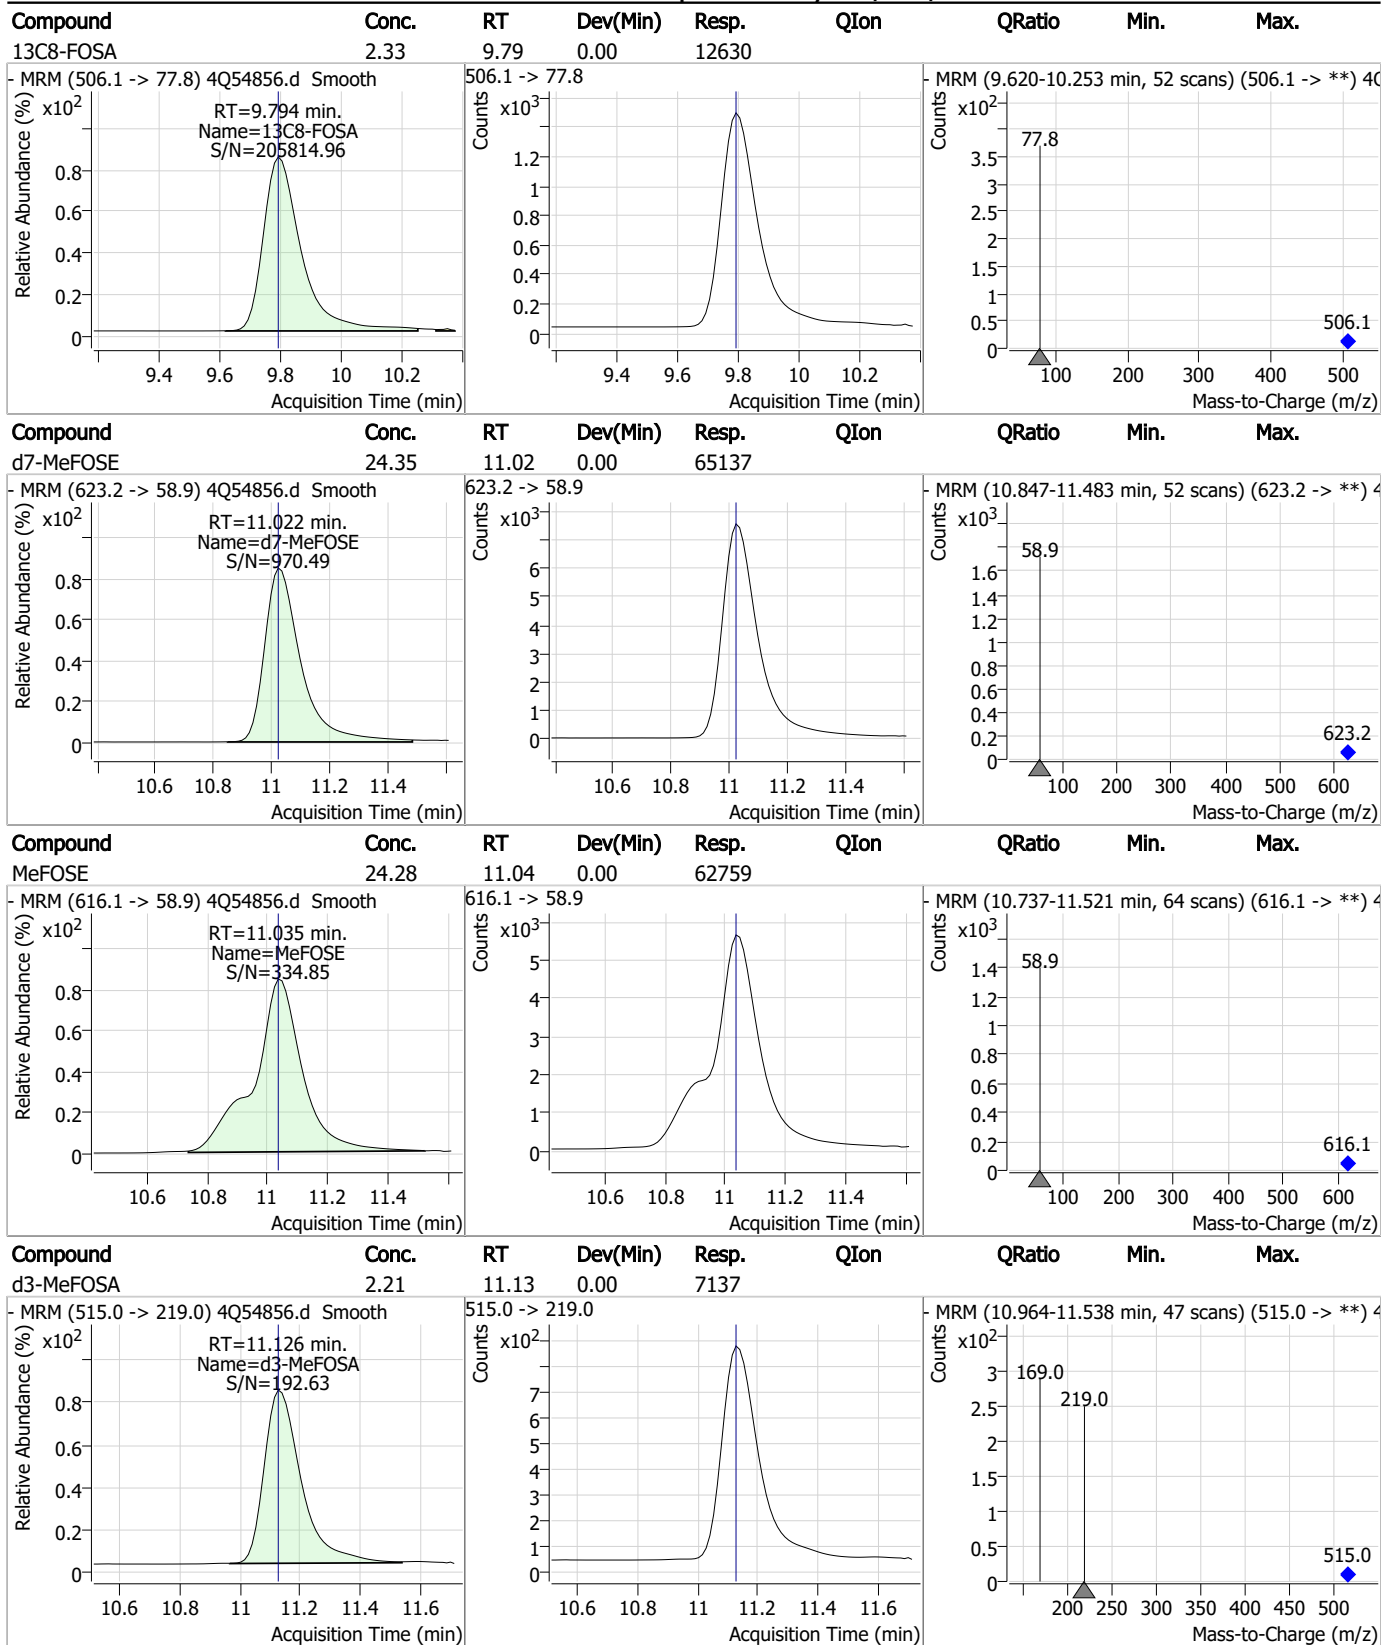 Compound Conc. RT Dev(Min) Resp. QIon QRatio Min. Max.
13C8-FOSA 2.33 9.79 0.00 12630
- MRM (506.1 -> 77.8) 4Q54856.d Smooth
506.1 -> 77.8
- MRM (9.620-10.253 min, 52 scans) (506.1 -> **) 4Q
Relative Abundance (%)
x102
RT=9.794 min.
Name=13C8-FOSA
S/N=205814.96
0.8
0.6
0.4
0.2
0
9.4 9.6 9.8 10 10.2
Acquisition Time (min)
Counts
x103
1.2
1
0.8
0.6
0.4
0.2
0
9.4 9.6 9.8 10 10.2
Acquisition Time (min)
Counts
x102
77.8
3.5
3
2.5
2
1.5
1
0.5
0
506.1
100 200 300 400 500
Mass-to-Charge (m/z)
Compound Conc. RT Dev(Min) Resp. QIon QRatio Min. Max.
d7-MeFOSE 24.35 11.02 0.00 65137
- MRM (623.2 -> 58.9) 4Q54856.d Smooth
623.2 -> 58.9
- MRM (10.847-11.483 min, 52 scans) (623.2 -> **) 4
Relative Abundance (%)
x102
RT=11.022 min.
Name=d7-MeFOSE
S/N=970.49
0.8
0.6
0.4
0.2
0
10.6 10.8 11 11.2 11.4
Acquisition Time (min)
Counts
x103
6
5
4
3
2
1
0
10.6 10.8 11 11.2 11.4
Acquisition Time (min)
Counts
x103
58.9
1.6
1.4
1.2
1
0.8
0.6
0.4
0.2
0
623.2
100 200 300 400 500 600
Mass-to-Charge (m/z)
Compound Conc. RT Dev(Min) Resp. QIon QRatio Min. Max.
MeFOSE 24.28 11.04 0.00 62759
- MRM (616.1 -> 58.9) 4Q54856.d Smooth
616.1 -> 58.9
- MRM (10.737-11.521 min, 64 scans) (616.1 -> **) 4
Relative Abundance (%)
x102
RT=11.035 min.
Name=MeFOSE
S/N=334.85
0.8
0.6
0.4
0.2
0
10.6 10.8 11 11.2 11.4
Acquisition Time (min)
Counts
x103
5
4
3
2
1
0
10.6 10.8 11 11.2 11.4
Acquisition Time (min)
Counts
x103
58.9
1.4
1.2
1
0.8
0.6
0.4
0.2
0
616.1
100 200 300 400 500 600
Mass-to-Charge (m/z)
Compound Conc. RT Dev(Min) Resp. QIon QRatio Min. Max.
d3-MeFOSA 2.21 11.13 0.00 7137
- MRM (515.0 -> 219.0) 4Q54856.d Smooth
515.0 -> 219.0
- MRM (10.964-11.538 min, 47 scans) (515.0 -> **) 4
Relative Abundance (%)
x102
RT=11.126 min.
Name=d3-MeFOSA
S/N=192.63
0.8
0.6
0.4
0.2
0
10.6 10.8 11 11.2 11.4 11.6
Acquisition Time (min)
Counts
x102
7
6
5
4
3
2
1
0
10.6 10.8 11 11.2 11.4 11.6
Acquisition Time (min)
Counts
x102
169.0
219.0
3
2.5
2
1.5
1
0.5
0
515.0
200 250 300 350 400 450 500
Mass-to-Charge (m/z)